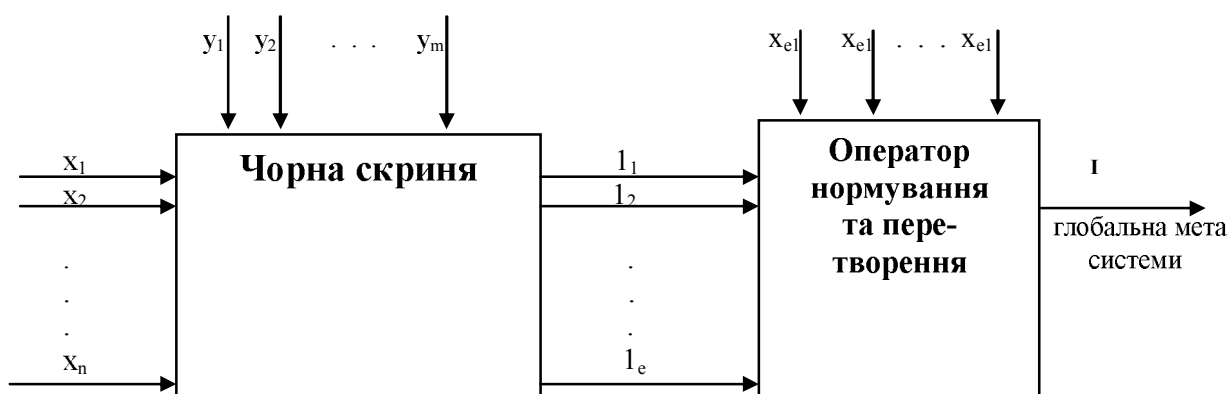 y₁ y₂ . . . yₘ
xₑ₁ xₑ₁ . . . xₑ₁
x₁
x₂
.
.
.
xₙ
Чорна скриня
1₁
1₂
.
.
.
1ₑ
Оператор
нормування
та пере-
творення
I
глобальна мета
системи